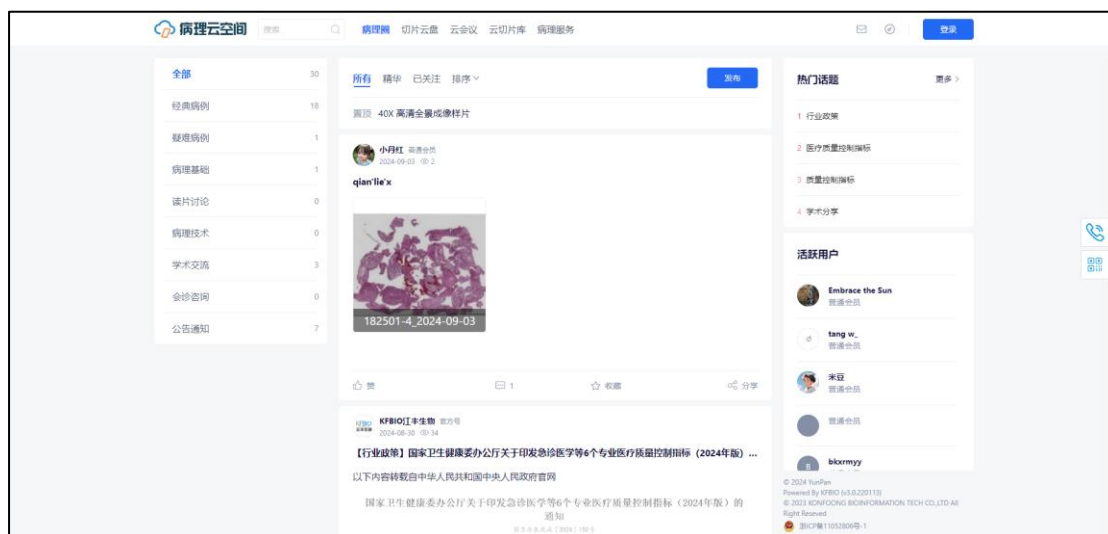 病理云空间
搜索
病理圈 切片云盘 云会议 云切片库 病理服务
登录
全部 30
经典病例 18
疑难病例 1
病理基础 1
读片讨论 0
病理技术 0
学术交流 3
会诊咨询 0
公告通知 7
所有 精华 已关注 排序
发布
置顶 40X 高清全景成像样片
小月红 普通会员
2024-09-03 2
qian'lie'x
182501-4_2024-09-03
赞 1 收藏 分享
KFBIO江丰生物 官方号
2024-08-30 34
【行业政策】国家卫生健康委办公厅关于印发急诊医学等6个专业医疗质量控制指标（2024年版）...
以下内容转载自中华人民共和国中央人民政府官网
国家卫生健康委办公厅关于印发急诊医学等6个专业医疗质量控制指标（2024年版）的
通知
热门话题 更多
1 行业政策
2 医疗质量控制指标
3 质量控制指标
4 学术分享
活跃用户
Embrace the Sun
普通会员
tang w_
普通会员
米豆
普通会员
普通会员
B
bkxrmyy
© 2024 YunPan
Powered By KFBIO (v3.0.220113)
© 2023 KONFOONG BIOINFORMATION TECH CO.,LTD All
Right Reseved
浙ICP备11052806号-1